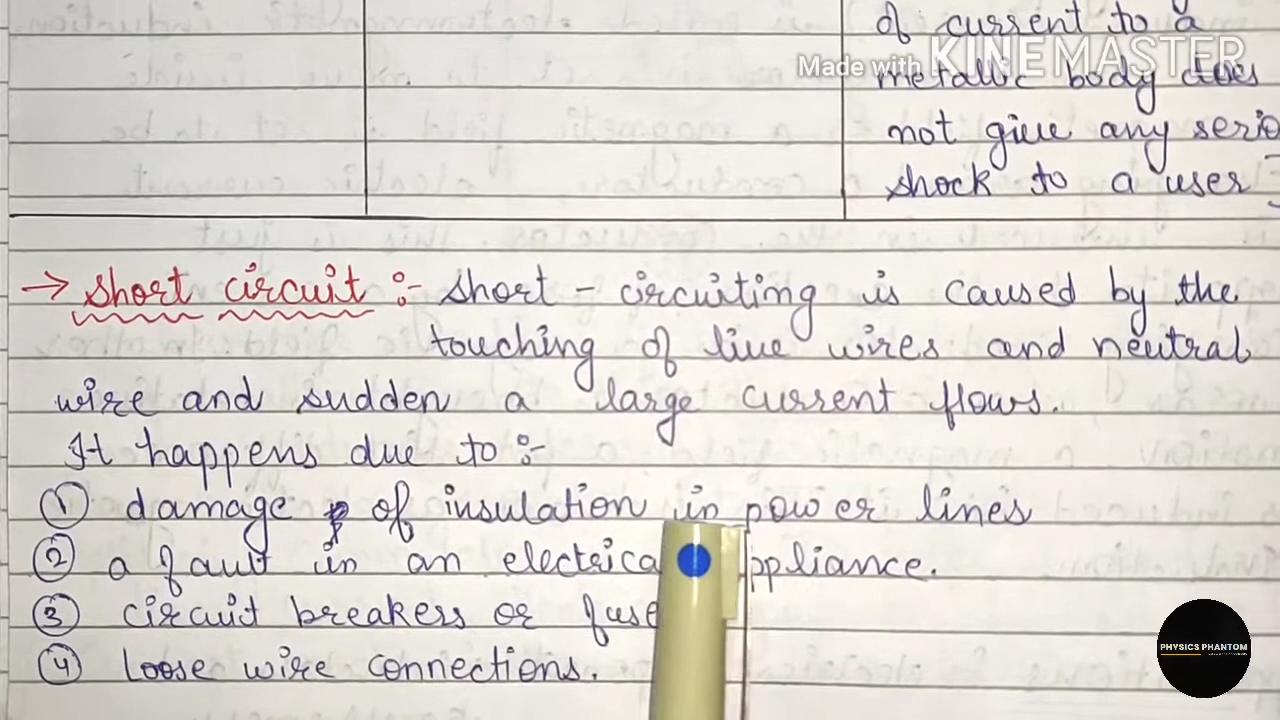 of current to a
Made with KINEMASTER
metallic body does
not give any serio
shock to a user
→ short circuit :- short - circuiting is caused by the
touching of live wires and neutral
wire and sudden a large current flows.
It happens due to :-
① damage of insulation in power lines
② a fault in an electrica ppliance.
③ circuit breakers or fuse
④ loose wire connections.
PHYSICS PHANTOM